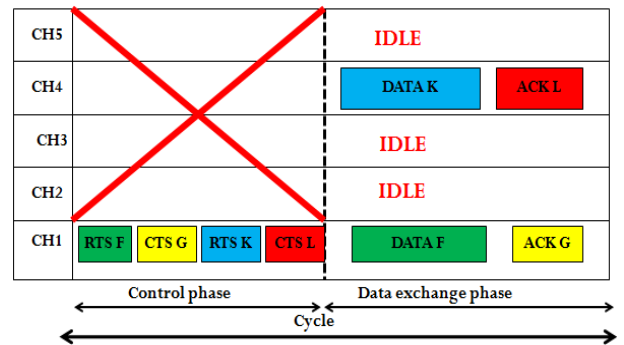 CH5
IDLE
CH4
DATA K
ACK L
CH3
IDLE
CH2
IDLE
CH1
RTS F
CTS G
RTS K
CTS L
DATA F
ACK G
Control phase
Data exchange phase
Cycle